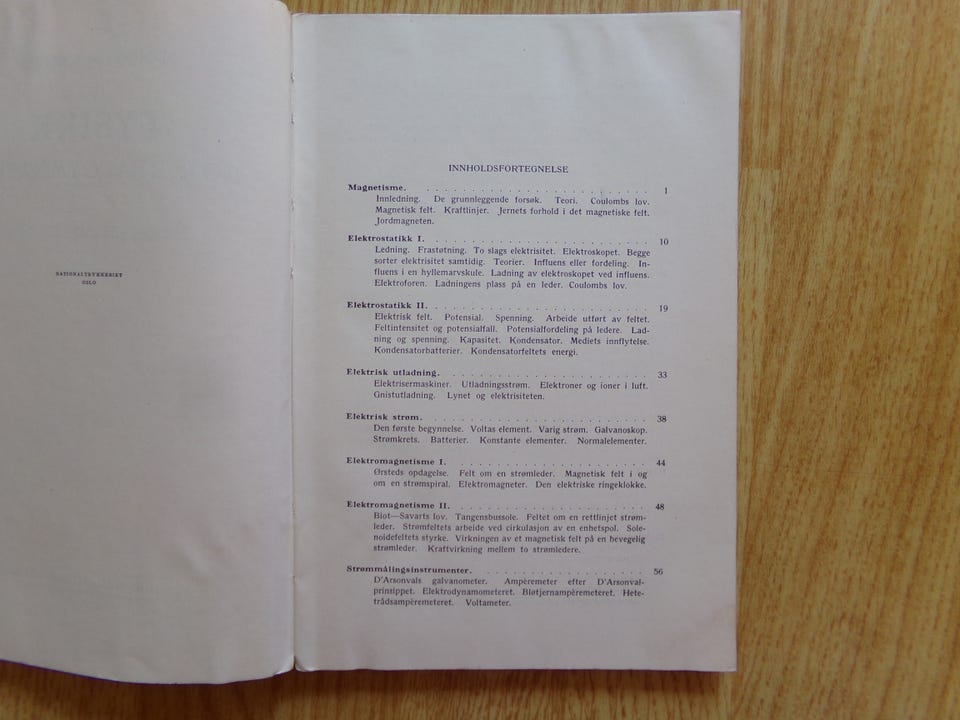 NATIONALTRYKKERIET
OSLO
INNHOLDSFORTEGNELSE
Magnetisme. . . . . . . . . . . . . . . . . . . . . . . . . . 1
Innledning. De grunnleggende forsøk. Teori. Coulombs lov.
Magnetisk felt. Kraftlinjer. Jernets forhold i det magnetiske felt.
Jordmagneten.
Elektrostatikk I. . . . . . . . . . . . . . . . . . . . . . . . . 10
Ledning. Frastøtning. To slags elektrisitet. Elektroskopet. Begge
sorter elektrisitet samtidig. Teorier. Influens eller fordeling. In-
fluens i en hyllemarvskule. Ladning av elektroskopet ved influens.
Elektroforen. Ladningens plass på en leder. Coulombs lov.
Elektrostatikk II. . . . . . . . . . . . . . . . . . . . . . . . . 19
Elektrisk felt. Potensial. Spenning. Arbeide utført av feltet.
Feltintensitet og potensialfall. Potensialfordeling på ledere. Lad-
ning og spenning. Kapasitet. Kondensator. Mediets innflytelse.
Kondensatorbatterier. Kondensatorfeltets energi.
Elektrisk utladning. . . . . . . . . . . . . . . . . . . . . . . . 33
Elektrisermaskiner. Utladningsstrøm. Elektroner og ioner i luft.
Gnistutladning. Lynet og elektrisiteten.
Elektrisk strøm. . . . . . . . . . . . . . . . . . . . . . . . . . 38
Den første begynnelse. Voltas element. Varig strøm. Galvanoskop.
Strømkrets. Batterier. Konstante elementer. Normalelementer.
Elektromagnetisme I. . . . . . . . . . . . . . . . . . . . . . 44
Ørsteds opdagelse. Felt om en strømleder. Magnetisk felt i og
om en strømspiral. Elektromagneter. Den elektriske ringeklokke.
Elektromagnetisme II. . . . . . . . . . . . . . . . . . . . . . 48
Biot—Savarts lov. Tangensbussole. Feltet om en rettlinjet strøm-
leder. Strømfeltets arbeide ved cirkulasjon av en enhetspol. Sole-
noidefeltets styrke. Virkningen av et magnetisk felt på en bevegelig
strømleder. Kraftvirkning mellem to strømledere.
Strømmålingsinstrumenter. . . . . . . . . . . . . . . . . . . . 56
D'Arsonvals galvanometer. Ampèremeter efter D'Arsonval-
prinsippet. Elektrodynamometeret. Bløtjernampèremeteret. Hete-
trådsampèremeteret. Voltameter.